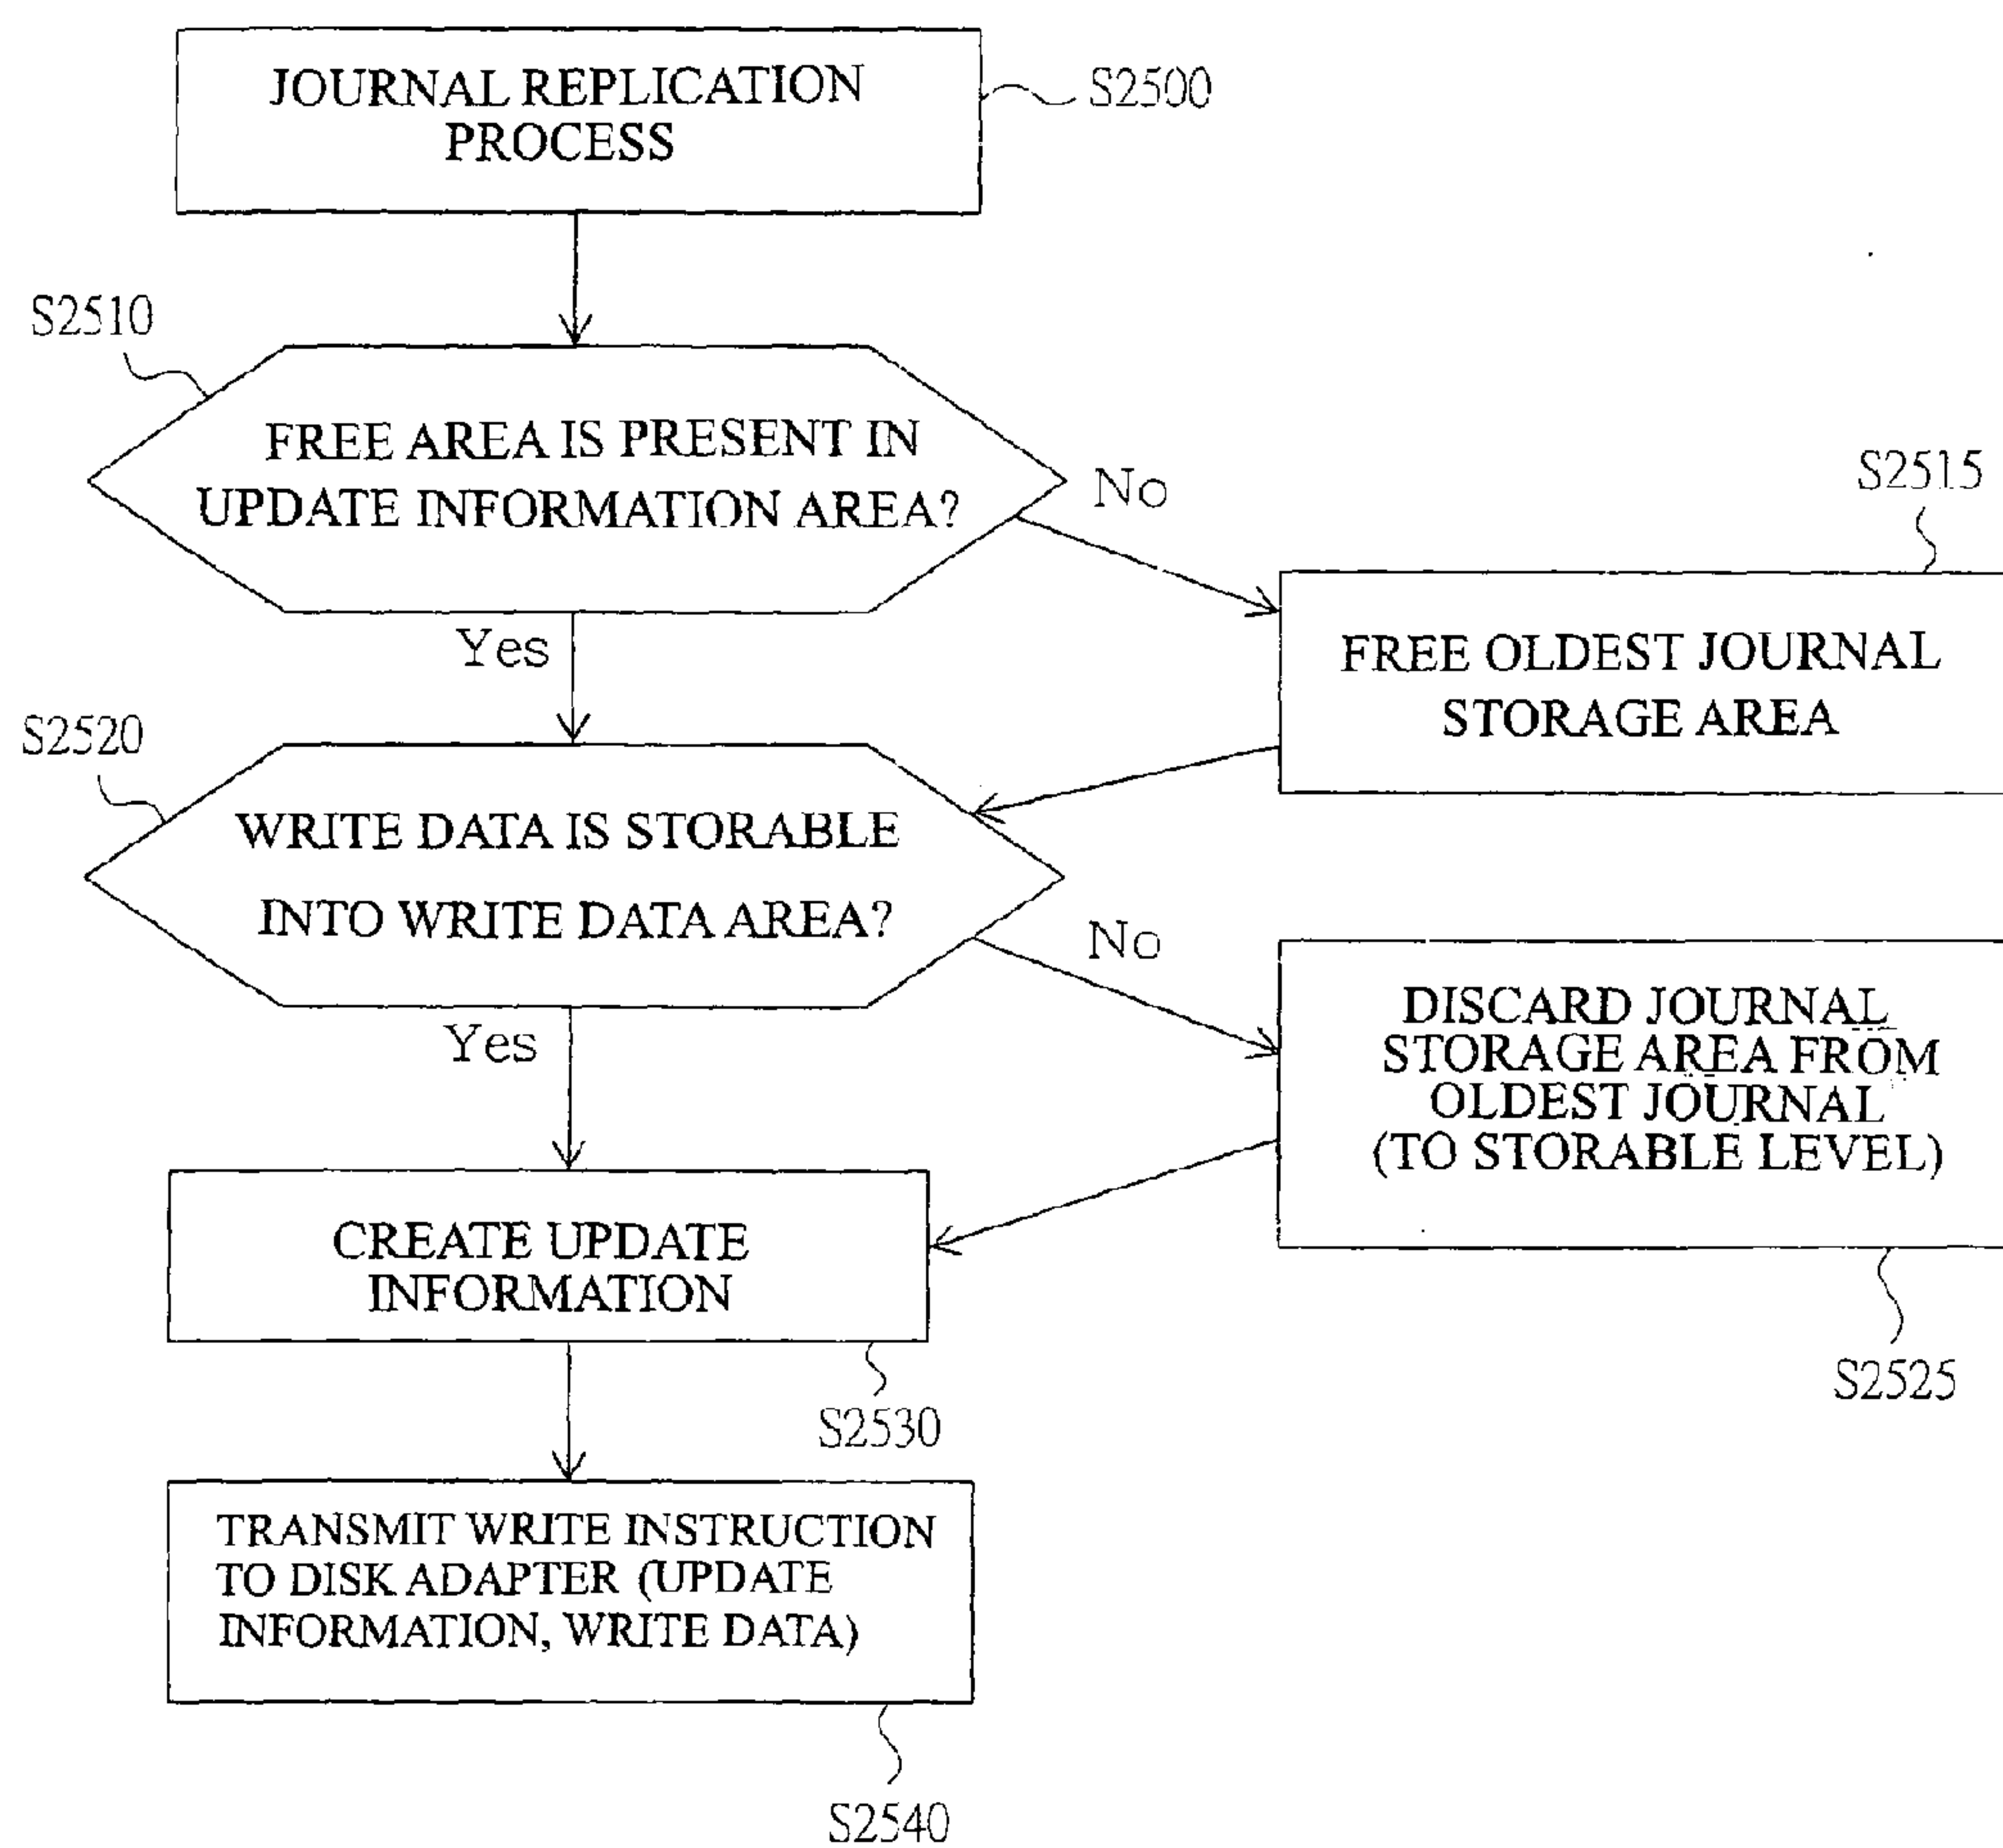 JOURNAL REPLICATION
PROCESS
S2500
S2510
FREE AREA IS PRESENT IN
UPDATE INFORMATION AREA?
No
S2515
Yes
FREE OLDEST JOURNAL
STORAGE AREA
S2520
WRITE DATA IS STORABLE
INTO WRITE DATA AREA?
No
Yes
DISCARD JOURNAL
STORAGE AREA FROM
OLDEST JOURNAL
(TO STORABLE LEVEL)
CREATE UPDATE
INFORMATION
S2525
S2530
TRANSMIT WRITE INSTRUCTION
TO DISK ADAPTER (UPDATE
INFORMATION, WRITE DATA)
S2540